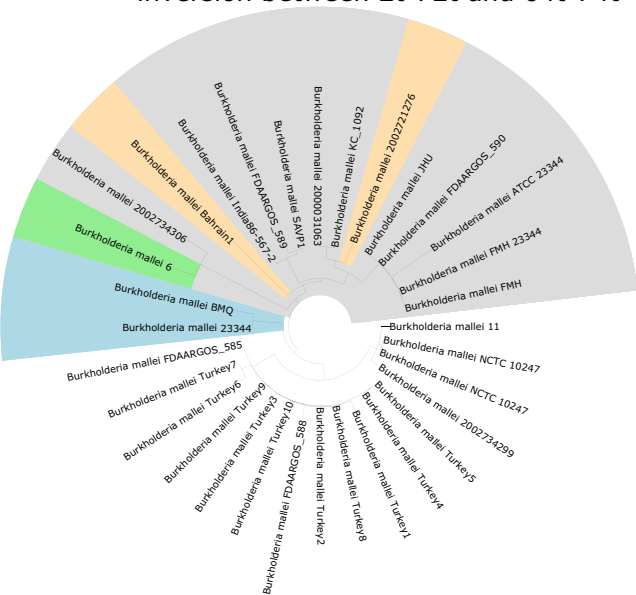 Burkholderia mallei 2002734306
Burkholderia mallei Bahrain1
Burkholderia mallei India86-567-2
Burkholderia mallei FDAARGOS_589
Burkholderia mallei SAVP1
Burkholderia mallei 2000031063
Burkholderia mallei KC_1092
Burkholderia mallei 2002721276
Burkholderia mallei JHU
Burkholderia mallei FDAARGOS_590
Burkholderia mallei ATCC 23344
Burkholderia mallei FMH 23344
Burkholderia mallei FMH
Burkholderia mallei 6
Burkholderia mallei BMQ
Burkholderia mallei 23344
Burkholderia mallei 11
Burkholderia mallei NCTC 10247
Burkholderia mallei NCTC 10247
Burkholderia mallei 2002734299
Burkholderia mallei Turkey5
Burkholderia mallei Turkey4
Burkholderia mallei Turkey1
Burkholderia mallei Turkey8
Burkholderia mallei Turkey2
Burkholderia mallei FDAARGOS_588
Burkholderia mallei Turkey10
Burkholderia mallei Turkey3
Burkholderia mallei Turkey9
Burkholderia mallei Turkey6
Burkholderia mallei Turkey7
Burkholderia mallei FDAARGOS_585